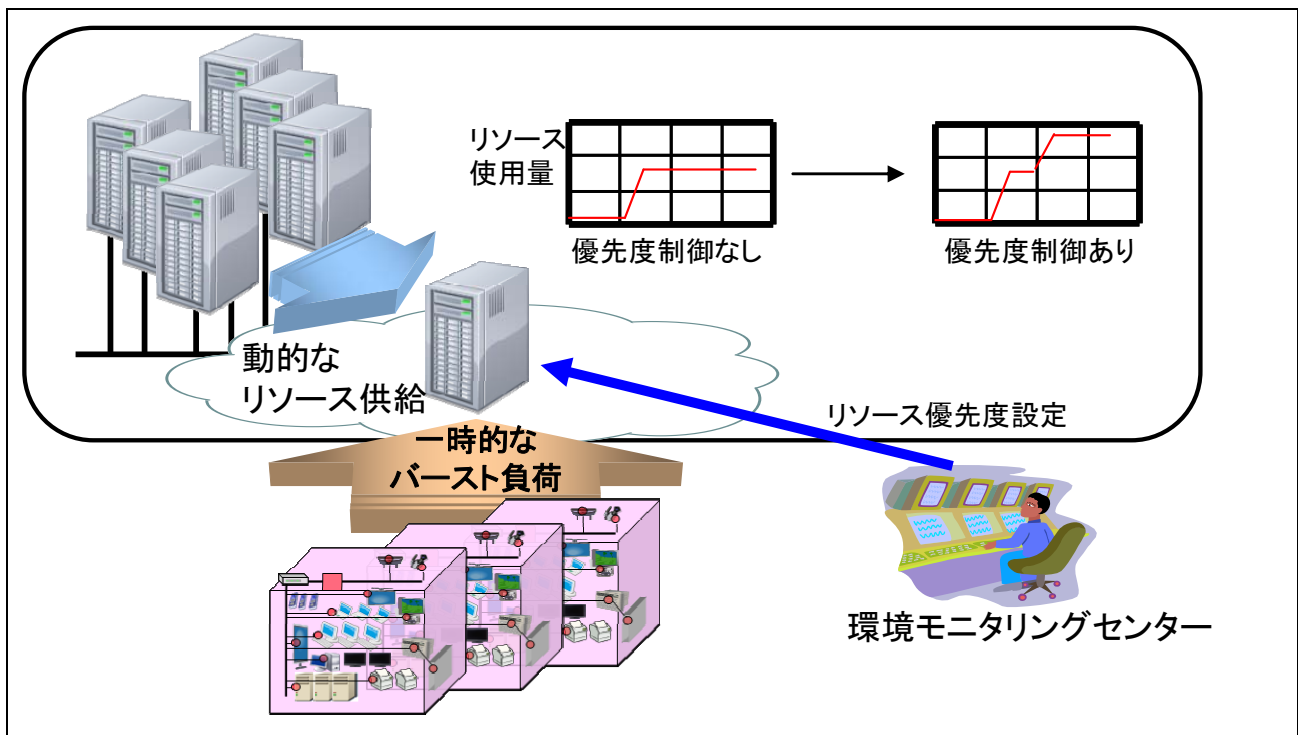 リソース
使用量
優先度制御なし
優先度制御あり
動的な
リソース供給
リソース優先度設定
一時的な
バースト負荷
環境モニタリングセンター